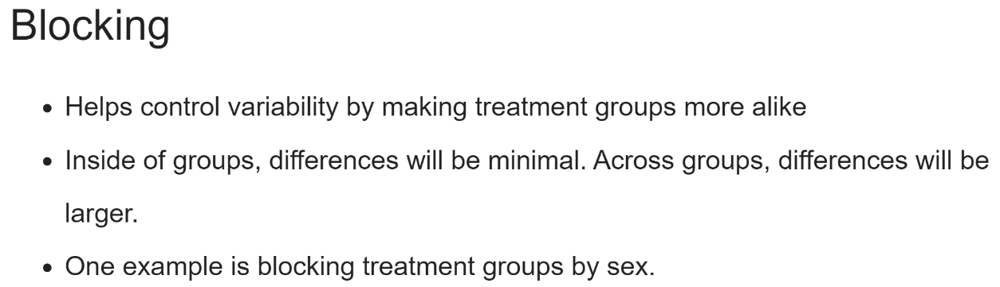 Blocking
• Helps control variability by making treatment groups more alike
• Inside of groups, differences will be minimal. Across groups, differences will be
larger.
• One example is blocking treatment groups by sex.